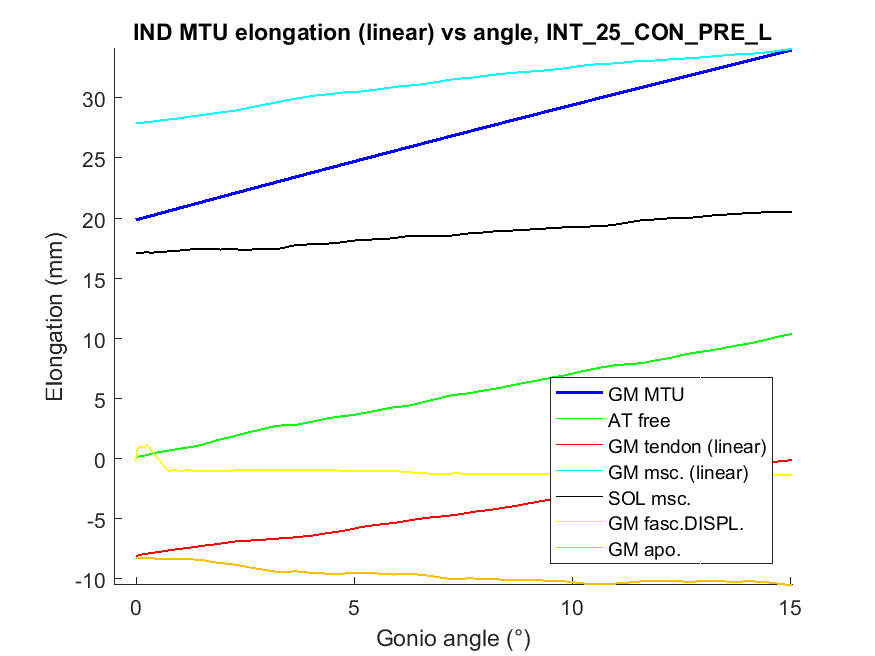 IND MTU elongation (linear) vs angle, INT_25_CON_PRE_L
Elongation (mm)
30
25
20
15
10
5
0
-5
-10
GM MTU
AT free
GM tendon (linear)
GM msc. (linear)
SOL msc.
GM fasc.DISPL.
GM apo.
0 5 10 15
Gonio angle (°)